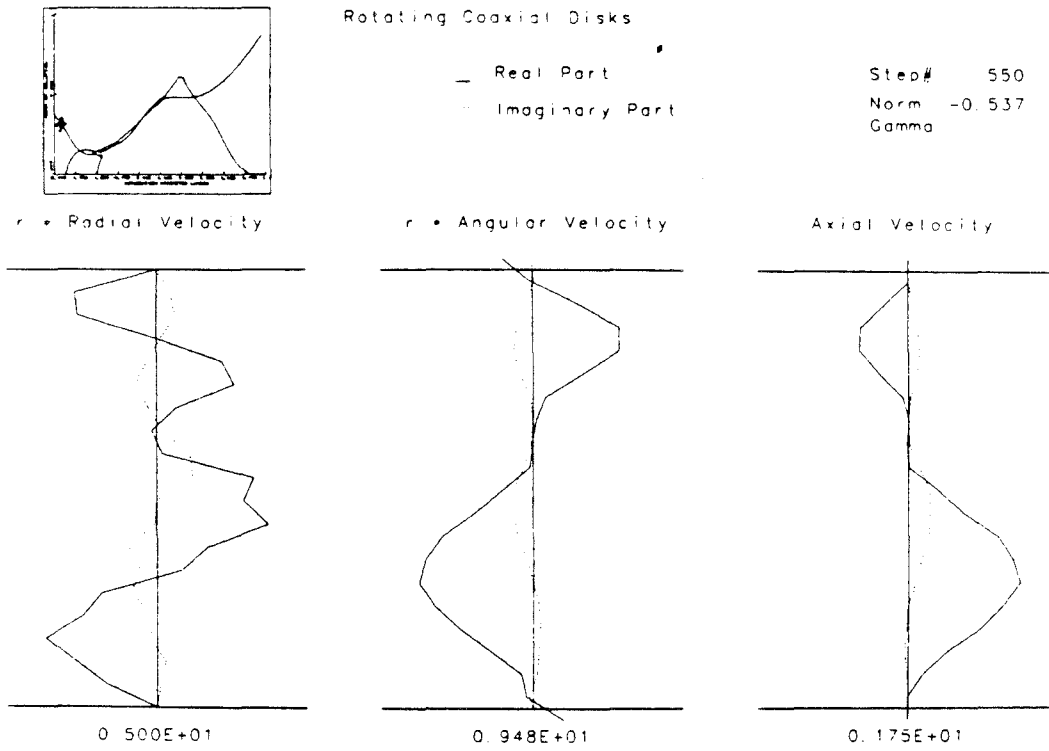 Rotating Coaxial Disks
Real Part
Imaginary Part
Step# 550
Norm -0.537
Gamma
r * Radial Velocity
r * Angular Velocity
Axial Velocity
0.500E+01
0.948E+01
0.175E+01